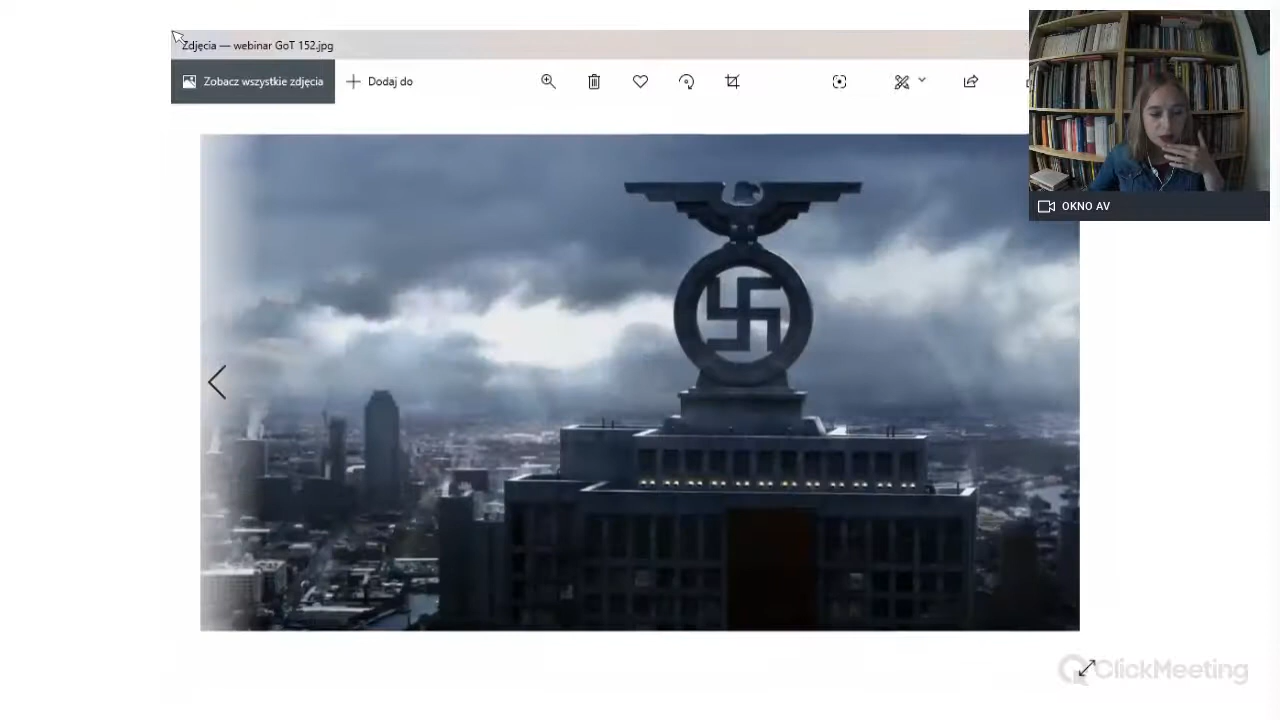 Zdjęcia — webinar GoT 152.jpg
Zobacz wszystkie zdjęcia
Dodaj do
OKNO AV
ClickMeeting